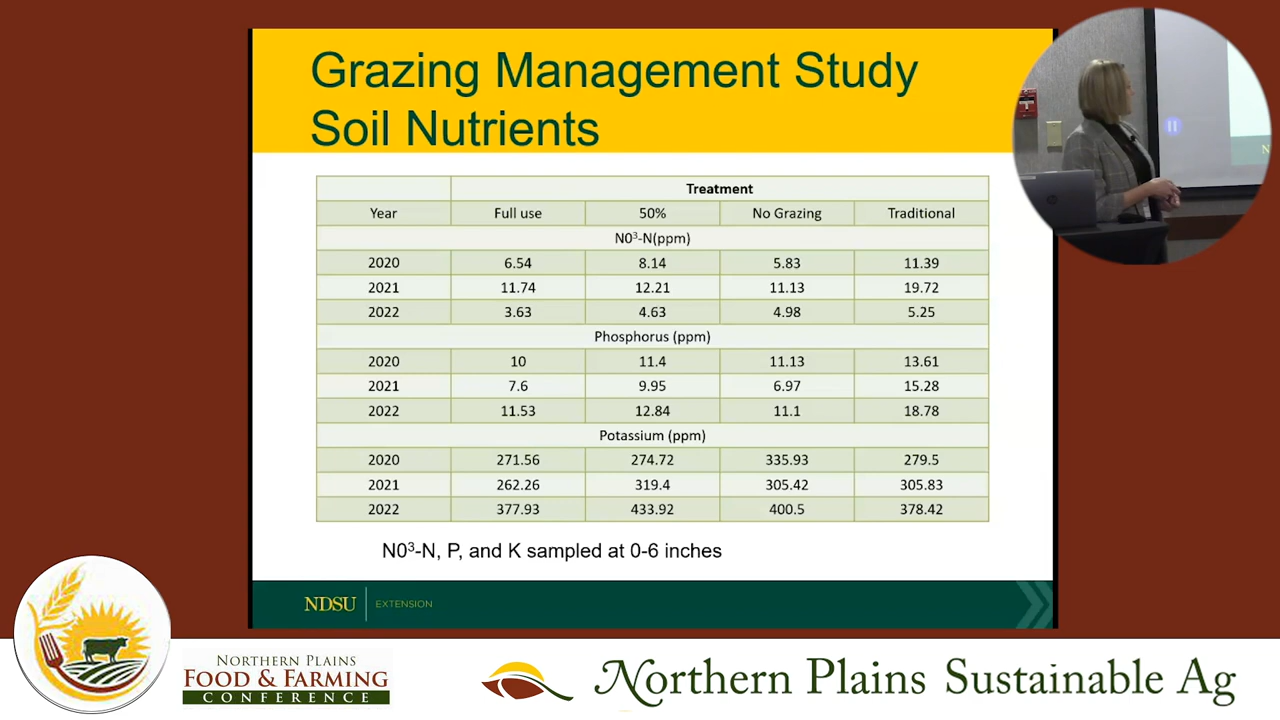 Grazing Management Study
Soil Nutrients
Treatment
Year Full use 50% No Grazing Traditional
N0³-N(ppm)
2020 6.54 8.14 5.83 11.39
2021 11.74 12.21 11.13 19.72
2022 3.63 4.63 4.98 5.25
Phosphorus (ppm)
2020 10 11.4 11.13 13.61
2021 7.6 9.95 6.97 15.28
2022 11.53 12.84 11.1 18.78
Potassium (ppm)
2020 271.56 274.72 335.93 279.5
2021 262.26 319.4 305.42 305.83
2022 377.93 433.92 400.5 378.42
N0³-N, P, and K sampled at 0-6 inches
NDSU EXTENSION
NORTHERN PLAINS
FOOD & FARMING
CONFERENCE
Northern Plains Sustainable Ag